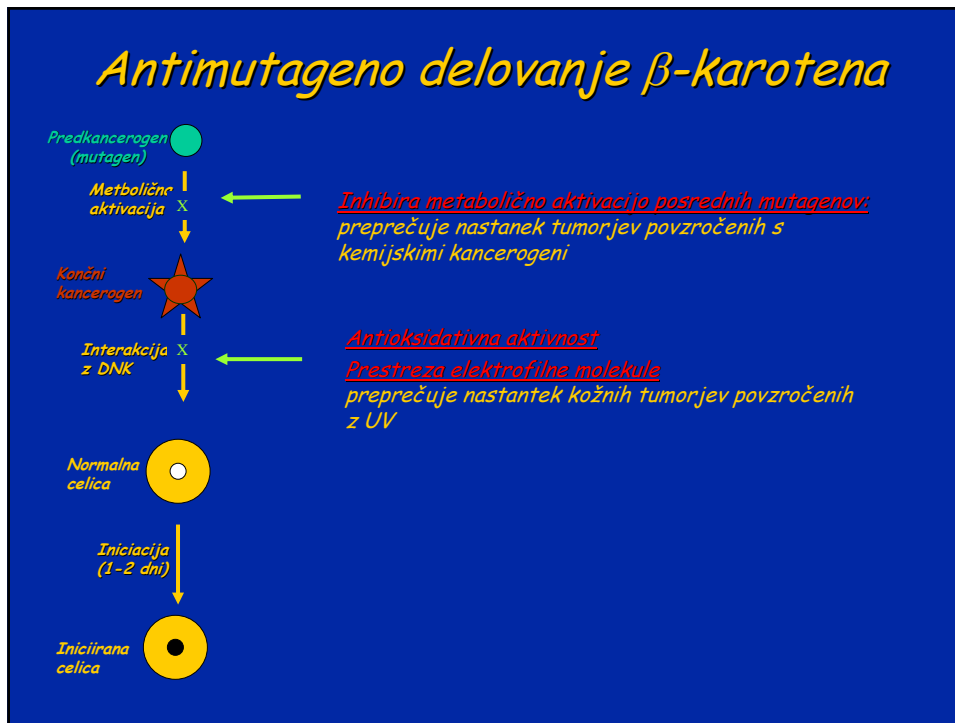 Antimutageno delovanje β-karotena
Predkancerogen
(mutagen)
Metbolična
aktivacija
x
Inhibira metabolično aktivacijo posrednih mutagenov:
preprečuje nastanek tumorjev povzročenih s
kemijskimi kancerogeni
Končni
kancerogen
Interakcija
z DNK
x
Antioksidativna aktivnost
Prestreza elektrofilne molekule
preprečuje nastantek kožnih tumorjev povzročenih
z UV
Normalna
celica
Iniciacija
(1-2 dni)
Iniciirana
celica